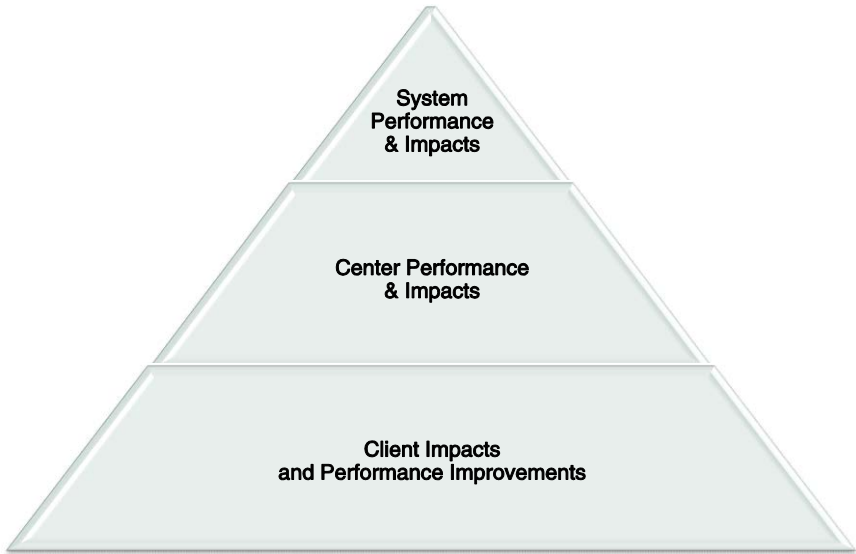 System
Performance
& Impacts
Center Performance
& Impacts
Client Impacts
and Performance Improvements